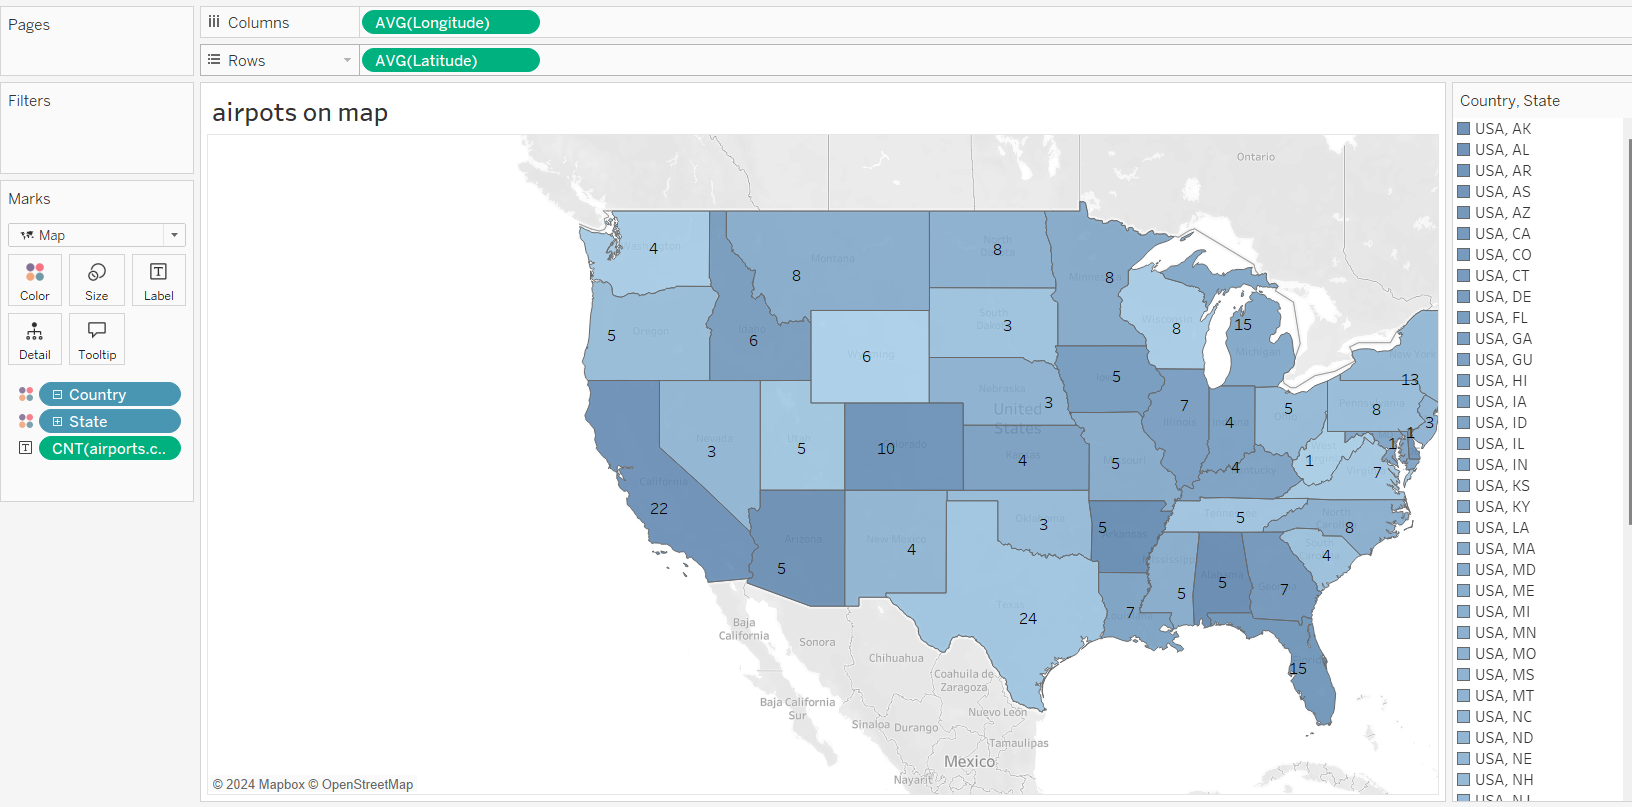 Pages
Columns
AVG(Longitude)
Rows
AVG(Latitude)
Filters
Marks
Map
Color
Size
Label
Detail
Tooltip
Country
State
CNT(airports.c..
airpots on map
Ontario
Washington
4
Montana
8
North Dakota
8
Minnesota
8
Oregon
5
Idaho
6
Wyoming
6
South Dakota
3
Wisconsin
8
15
Michigan
New York
13
Nebraska
3
Iowa
5
7
Illinois
4
Indiana
5
Ohio
Pennsylvania
8
3
United States
Nevada
3
Utah
5
10
Colorado
Kansas
4
Missouri
5
4
Kentucky
West Virginia
1
Virginia
7
1
1
California
22
Arizona
5
New Mexico
4
Oklahoma
3
5
Arkansas
Tennessee
5
North Carolina
8
South Carolina
4
Mississippi
5
Alabama
5
Georgia
7
Texas
24
7
Louisiana
15
Baja California
Sonora
Chihuahua
Coahuila de Zaragoza
Baja California Sur
Sinaloa
Durango
Nuevo León
Tamaulipas
Mexico
Nayarit
© 2024 Mapbox © OpenStreetMap
Country, State
USA, AK
USA, AL
USA, AR
USA, AS
USA, AZ
USA, CA
USA, CO
USA, CT
USA, DE
USA, FL
USA, GA
USA, GU
USA, HI
USA, IA
USA, ID
USA, IL
USA, IN
USA, KS
USA, KY
USA, LA
USA, MA
USA, MD
USA, ME
USA, MI
USA, MN
USA, MO
USA, MS
USA, MT
USA, NC
USA, ND
USA, NE
USA, NH
USA, NJ